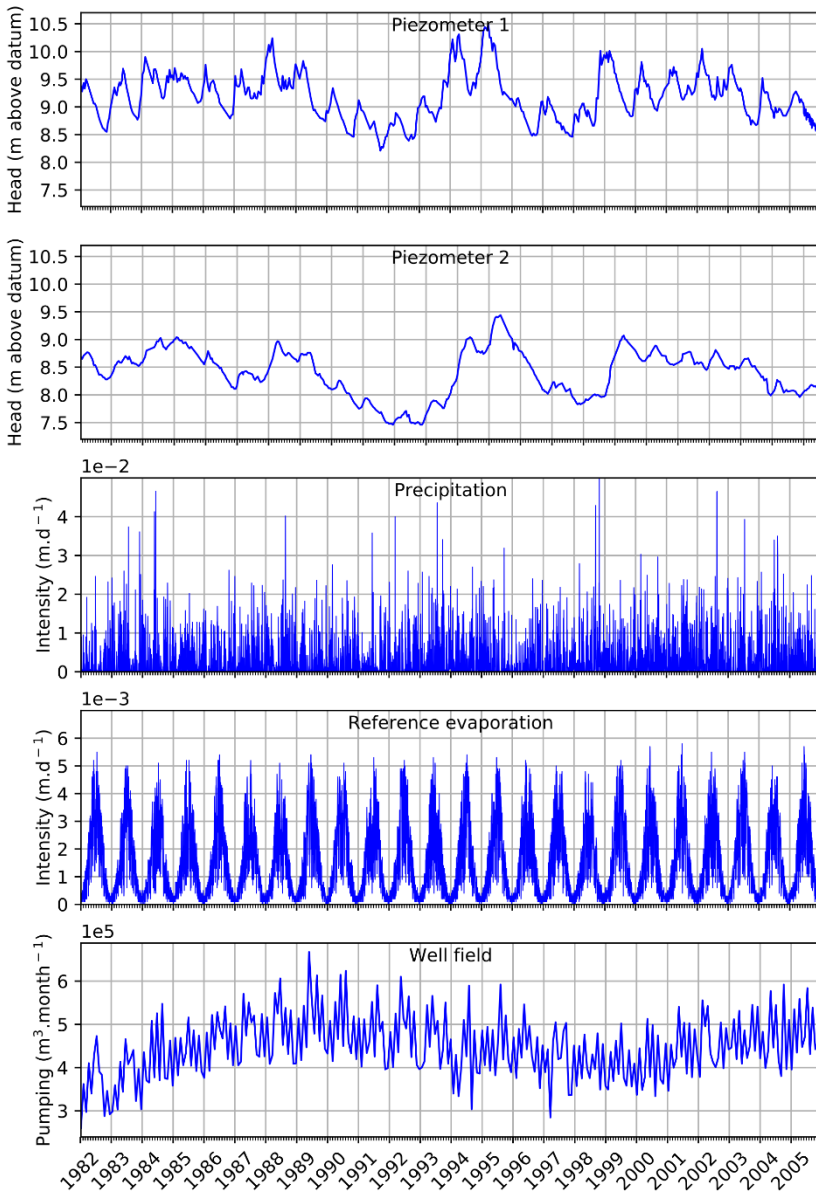 Piezometer 1
Head (m above datum)
10.5
10.0
9.5
9.0
8.5
8.0
7.5
Piezometer 2
Head (m above datum)
10.5
10.0
9.5
9.0
8.5
8.0
7.5
1e−2
Precipitation
Intensity (m.d⁻¹)
4
3
2
1
0
1e−3
Reference evaporation
Intensity (m.d⁻¹)
6
5
4
3
2
1
0
1e5
Well field
Pumping (m³.month⁻¹)
6
5
4
3
1982 1983 1984 1985 1986 1987 1988 1989 1990 1991 1992 1993 1994 1995 1996 1997 1998 1999 2000 2001 2002 2003 2004 2005